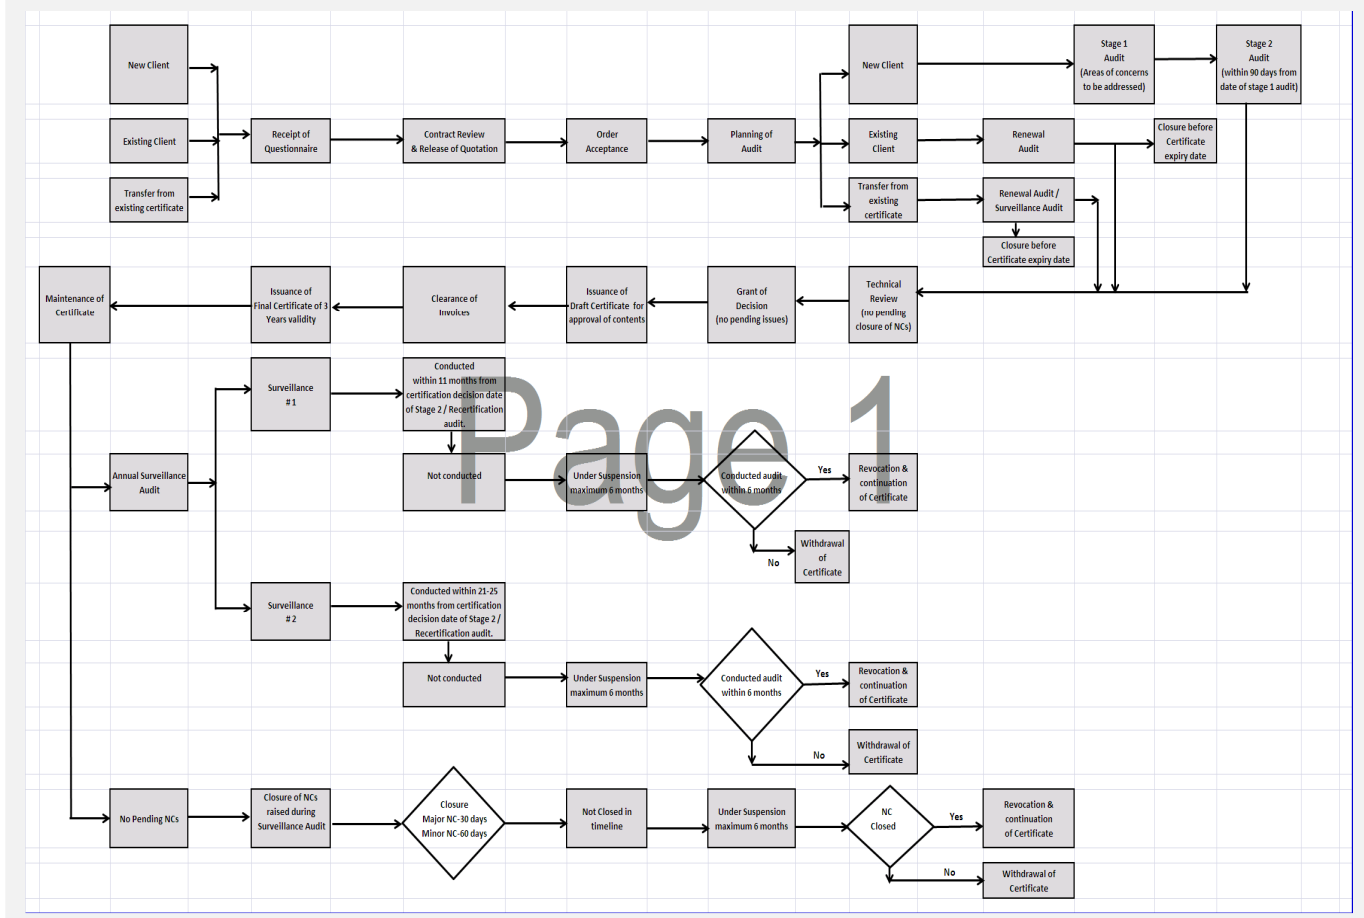 New Client
New Client
Stage 1
Audit
(Areas of concerns
to be addressed)
Stage 2
Audit
(within 90 days from
date of stage 1 audit)
Existing Client
Receipt of
Questionnaire
Contract Review
& Release of Quotation
Order
Acceptance
Planning of
Audit
Existing
Client
Renewal
Audit
Closure before
Certificate
expiry date
Transfer from
existing certificate
Transfer from
existing
certificate
Renewal Audit /
Surveillance Audit
Closure before
Certificate expiry date
Maintenance of
Certificate
Issuance of
Final Certificate of 3
Years validity
Clearance of
Invoices
Issuance of
Draft Certificate for
approval of contents
Grant of
Decision
(no pending issues)
Technical
Review
(no pending
closure of NCs)
Surveillance
#1
Conducted
within 11 months from
certification decision date
of Stage 2 / Recertification
audit.
Page 1
Annual Surveillance
Audit
Not conducted
Under Suspension
maximum 6 months
Conducted audit
within 6 months
Yes
Revocation &
continuation
of Certificate
No
Withdrawal
of
Certificate
Surveillance
#2
Conducted within 21-25
months from certification
decision date of Stage 2 /
Recertification audit.
Not conducted
Under Suspension
maximum 6 months
Conducted audit
within 6 months
Yes
Revocation &
continuation
of Certificate
No
Withdrawal of
Certificate
No Pending NCs
Closure of NCs
raised during
Surveillance Audit
Closure
Major NC-30 days
Minor NC-60 days
Not Closed in
timeline
Under Suspension
maximum 6 months
NC
Closed
Yes
Revocation &
continuation
of Certificate
No
Withdrawal of
Certificate